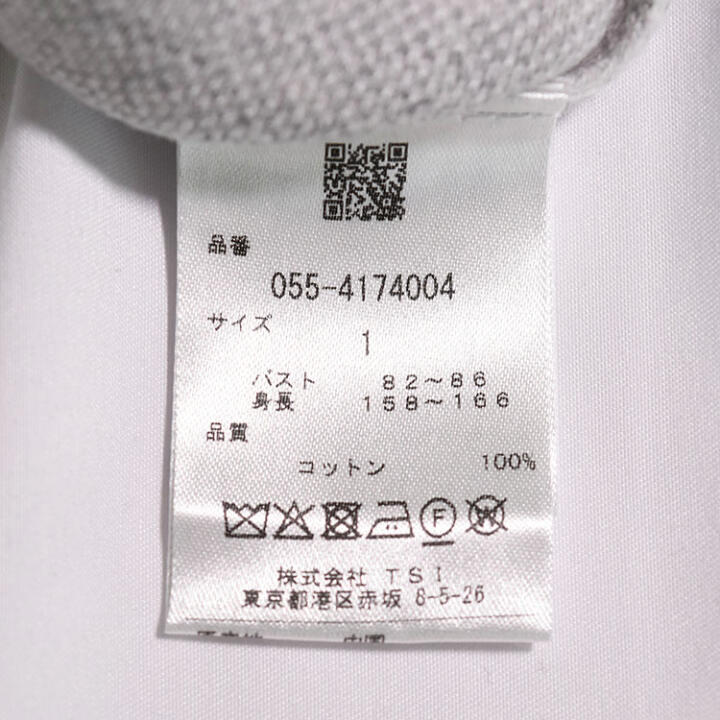 品番
055-4174004
サイズ
1
バスト 82～86
身長 158～166
品質
コットン 100%
F W
株式会社 TSI
東京都港区赤坂 8-5-26